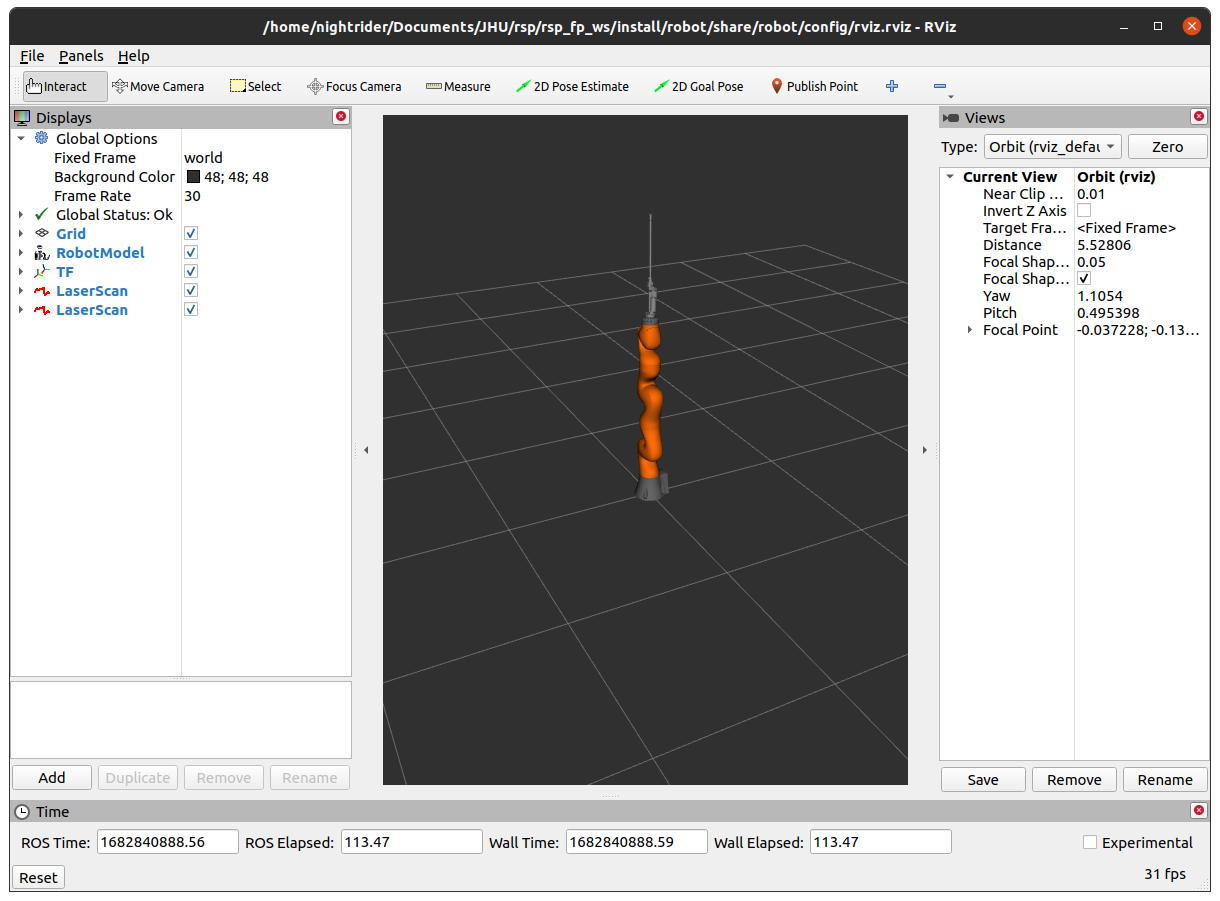 /home/nightrider/Documents/JHU/rsp/rsp_fp_ws/install/robot/share/robot/config/rviz.rviz - RViz
File Panels Help
Interact Move Camera Select Focus Camera Measure 2D Pose Estimate 2D Goal Pose Publish Point
Displays
Global Options
Fixed Frame world
Background Color 48; 48; 48
Frame Rate 30
Global Status: Ok
Grid
RobotModel
TF
LaserScan
LaserScan
Add Duplicate Remove Rename
Views
Type: Orbit (rviz_defau Zero
Current View Orbit (rviz)
Near Clip ... 0.01
Invert Z Axis
Target Fra... <Fixed Frame>
Distance 5.52806
Focal Shap... 0.05
Focal Shap...
Yaw 1.1054
Pitch 0.495398
Focal Point -0.037228; -0.13...
Save Remove Rename
Time
ROS Time: 1682840888.56 ROS Elapsed: 113.47 Wall Time: 1682840888.59 Wall Elapsed: 113.47 Experimental
Reset 31 fps